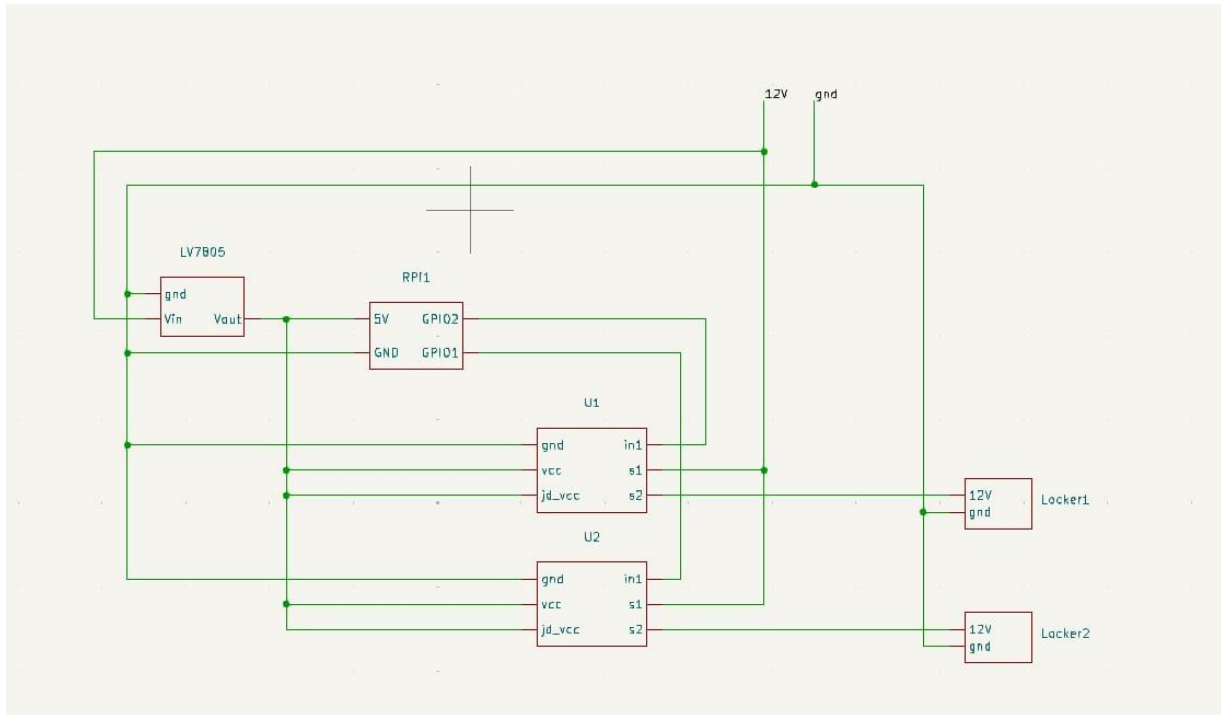 12V gnd
LV7805
gnd
Vin Vout
RPI1
5V GPIO2
GND GPIO1
U1
gnd in1
vcc s1
jd_vcc s2
12V
gnd
Locker1
U2
gnd in1
vcc s1
jd_vcc s2
12V
gnd
Locker2